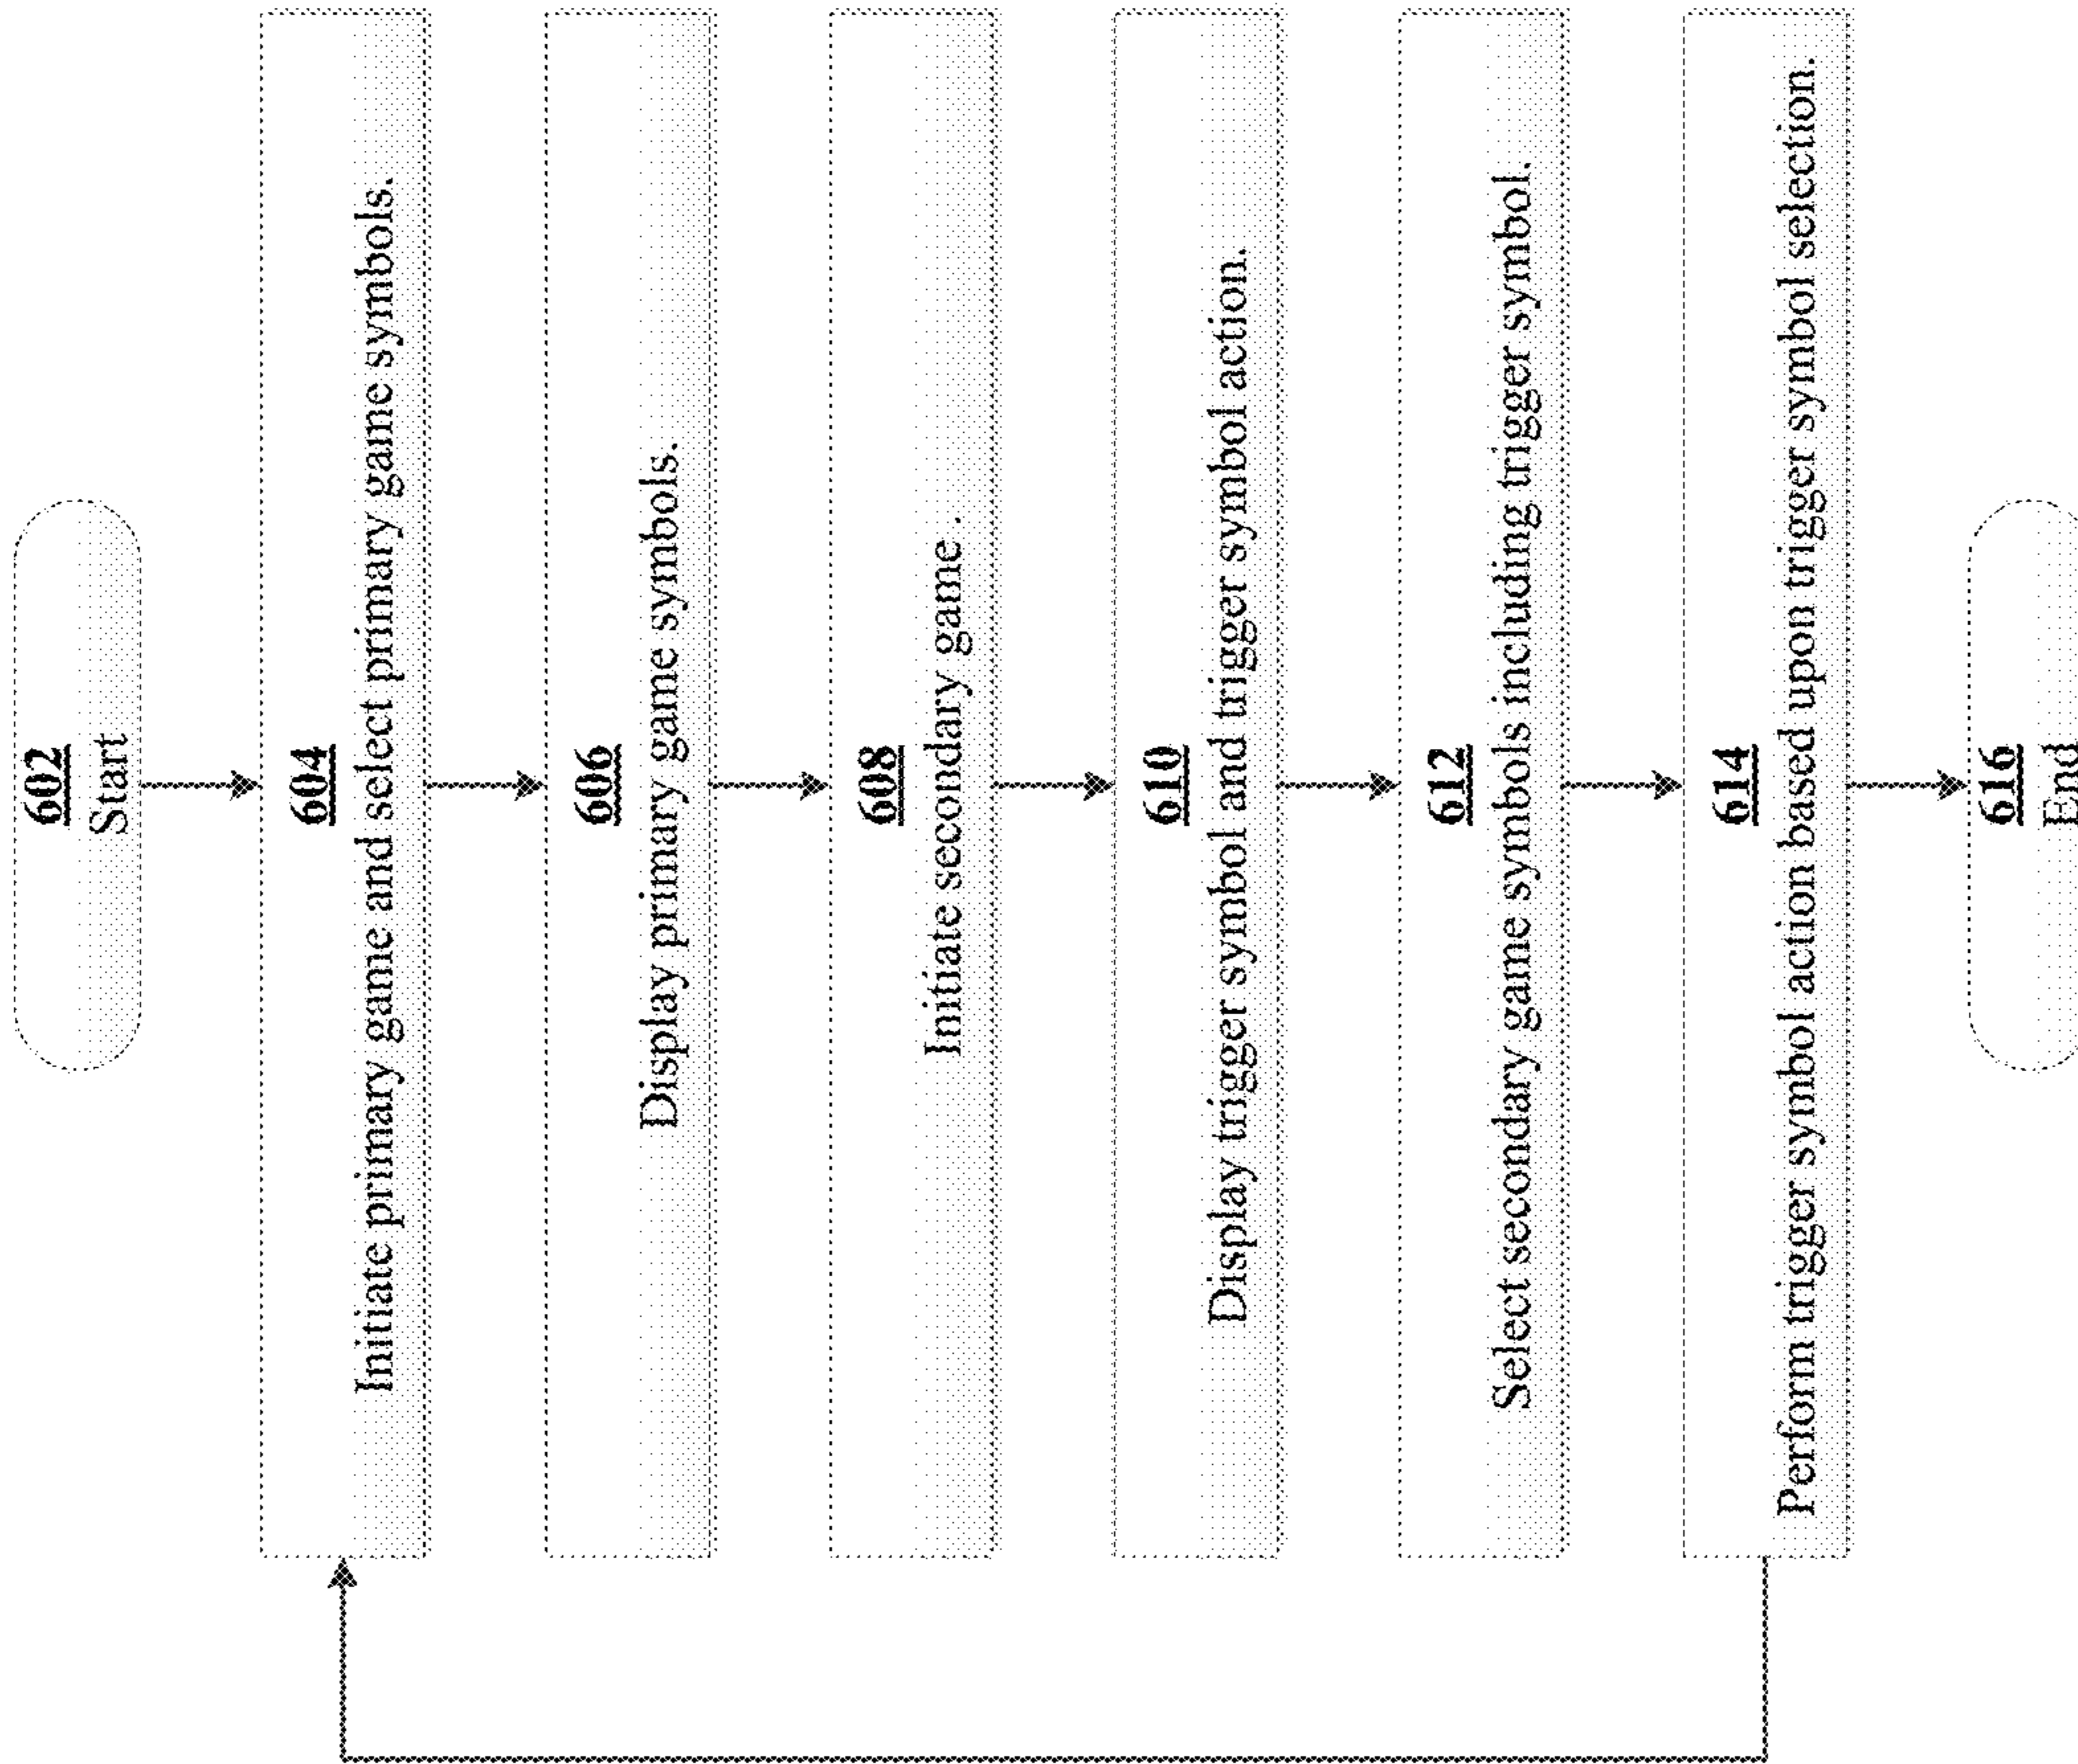 602
Start
604
Initiate primary game and select primary game symbols.
606
Display primary game symbols.
608
Initiate secondary game .
610
Display trigger symbol and trigger symbol action.
612
Select secondary game symbols including trigger symbol.
614
Perform trigger symbol action based upon trigger symbol selection.
616
End